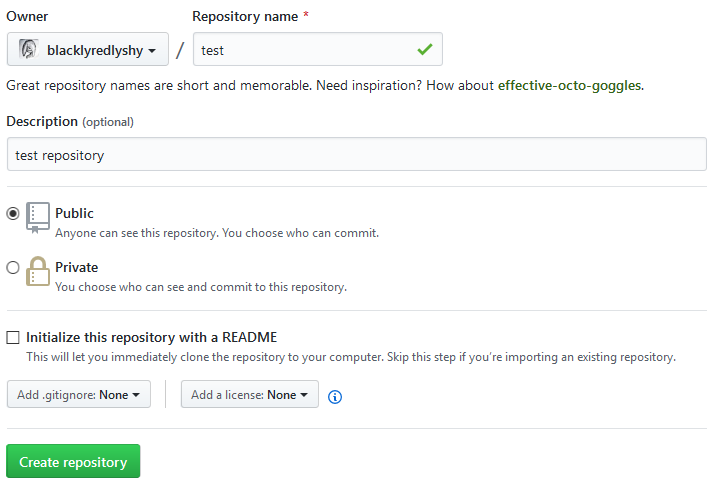 Owner Repository name *
blacklyredlyshy / test
Great repository names are short and memorable. Need inspiration? How about effective-octo-goggles.
Description (optional)
test repository
Public
Anyone can see this repository. You choose who can commit.
Private
You choose who can see and commit to this repository.
Initialize this repository with a README
This will let you immediately clone the repository to your computer. Skip this step if you’re importing an existing repository.
Add .gitignore: None Add a license: None
Create repository